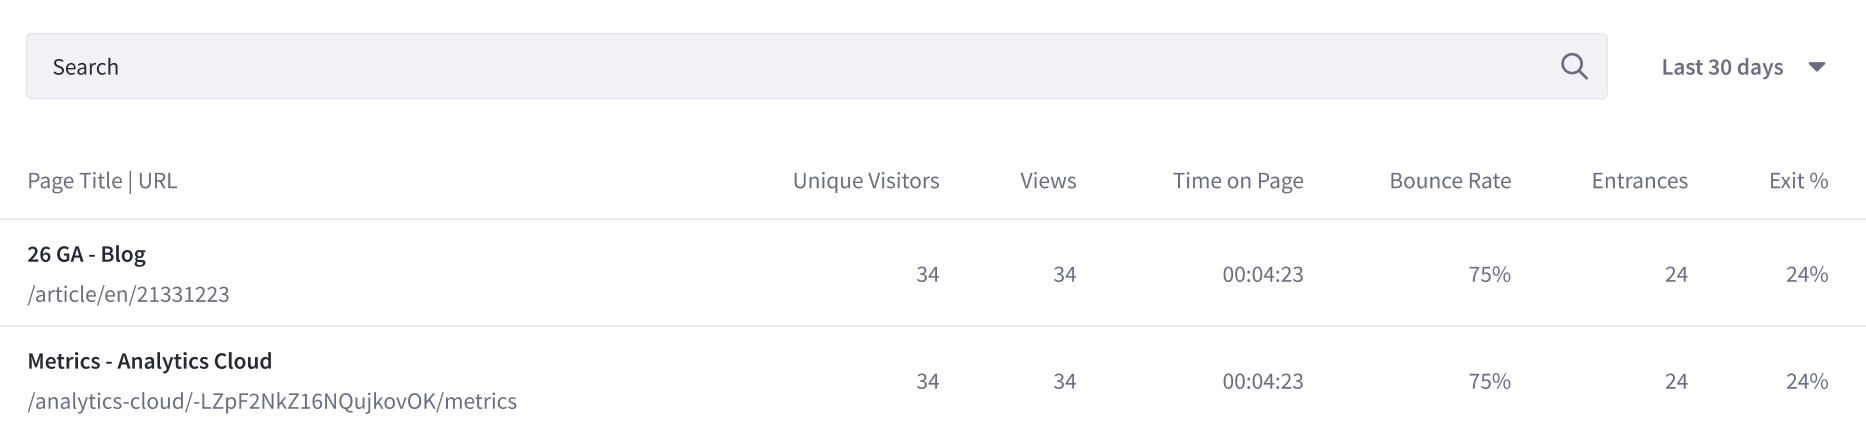 Search
Last 30 days
Page Title | URL Unique Visitors Views Time on Page Bounce Rate Entrances Exit %
26 GA - Blog
/article/en/21331223
34 34 00:04:23 75% 24 24%
Metrics - Analytics Cloud
/analytics-cloud/-LZpF2NkZ16NQujkovOK/metrics
34 34 00:04:23 75% 24 24%